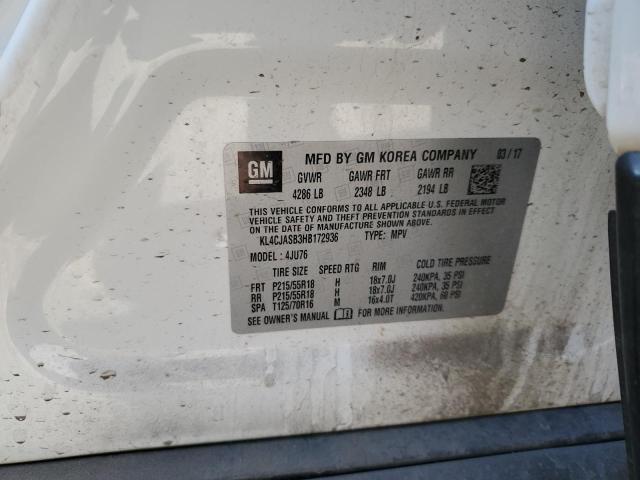 GM
MFD BY GM KOREA COMPANY 03/17
GVWR GAWR FRT GAWR RR
4286 LB 2348 LB 2194 LB
THIS VEHICLE CONFORMS TO ALL APPLICABLE U.S. FEDERAL MOTOR
VEHICLE SAFETY, BUMPER, AND THEFT PREVENTION STANDARDS IN EFFECT
ON THE DATE OF MANUFACTURE SHOWN ABOVE.
KL4CJASB3HB172936 TYPE: MPV
MODEL: 4JU76
TIRE SIZE SPEED RTG RIM COLD TIRE PRESSURE
FRT P215/55R18 H 18x7.0J 240KPA, 35 PSI
RR P215/55R18 H 18x7.0J 240KPA, 35 PSI
SPA T125/70R16 M 16x4.0T 420KPA, 60 PSI
SEE OWNER'S MANUAL FOR MORE INFORMATION